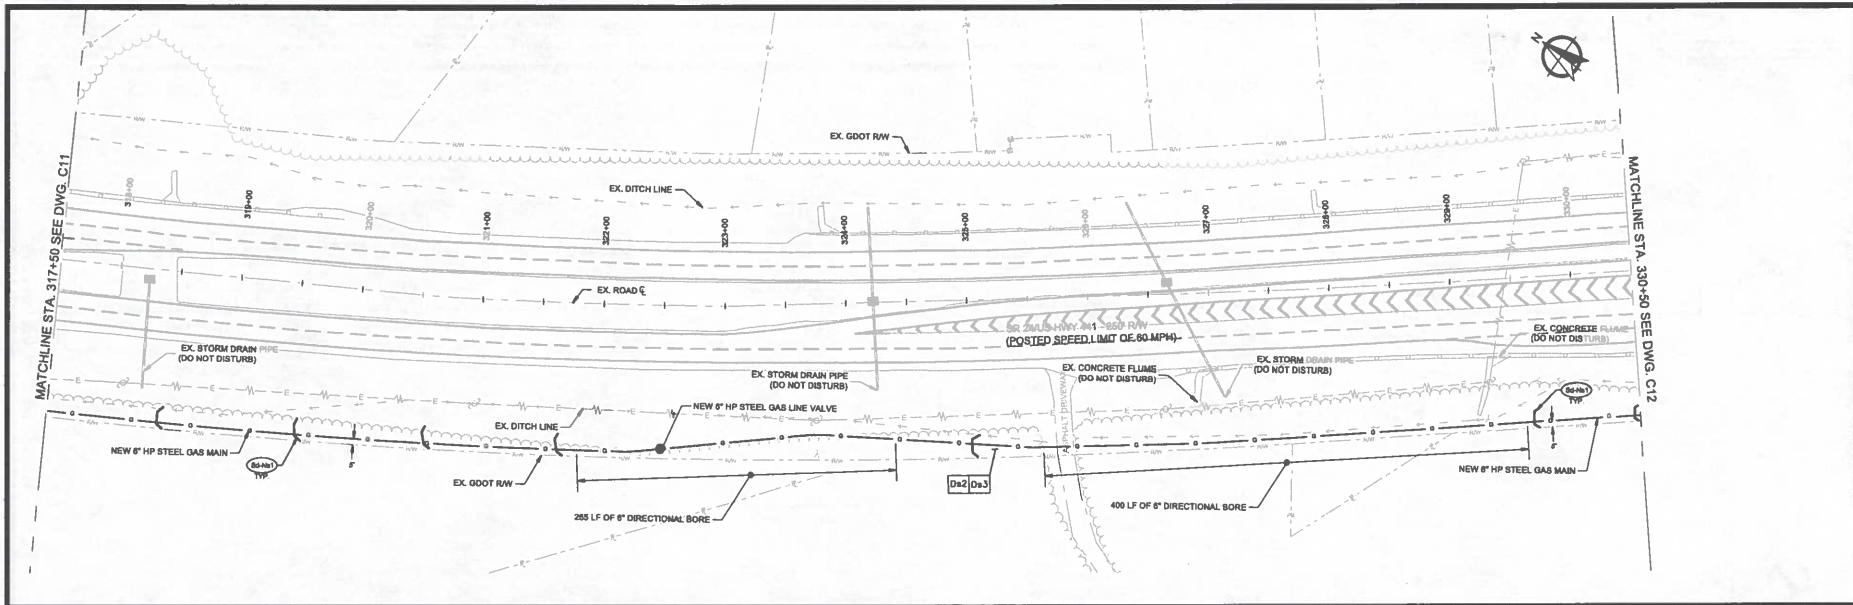 N
EX. GDOT R/W
EX. DITCH LINE
318+00
319+00
320+00
321+00
322+00
323+00
324+00
325+00
326+00
327+00
328+00
329+00
330+00
MATCHLINE STA. 317+50 SEE DWG. C11
MATCHLINE STA. 330+50 SEE DWG. C12
EX. ROAD ℄
SR 24/US HWY 441 - 250' R/W
(POSTED SPEED LIMIT OF 60 MPH)
EX. CONCRETE FLUME
(DO NOT DISTURB)
EX. STORM DRAIN PIPE
(DO NOT DISTURB)
EX. STORM DRAIN PIPE
(DO NOT DISTURB)
EX. CONCRETE FLUME
(DO NOT DISTURB)
EX. STORM DRAIN PIPE
(DO NOT DISTURB)
ASPHALT DRIVEWAY
NEW 6" HP STEEL GAS LINE VALVE
EX. DITCH LINE
Sd-Na1
TYP.
NEW 6" HP STEEL GAS MAIN
Sd-Na1
TYP.
5'
5'
EX. GDOT R/W
NEW 6" HP STEEL GAS MAIN
Ds2 Ds3
265 LF OF 6" DIRECTIONAL BORE
400 LF OF 6" DIRECTIONAL BORE